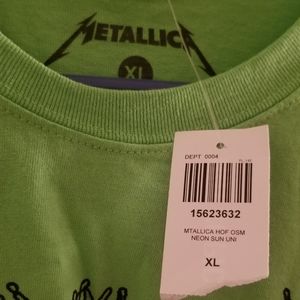 METALLICA
XL
DEPT 0004
15623632
MTALLICA HOF OSM
NEON SUN UNI
XL